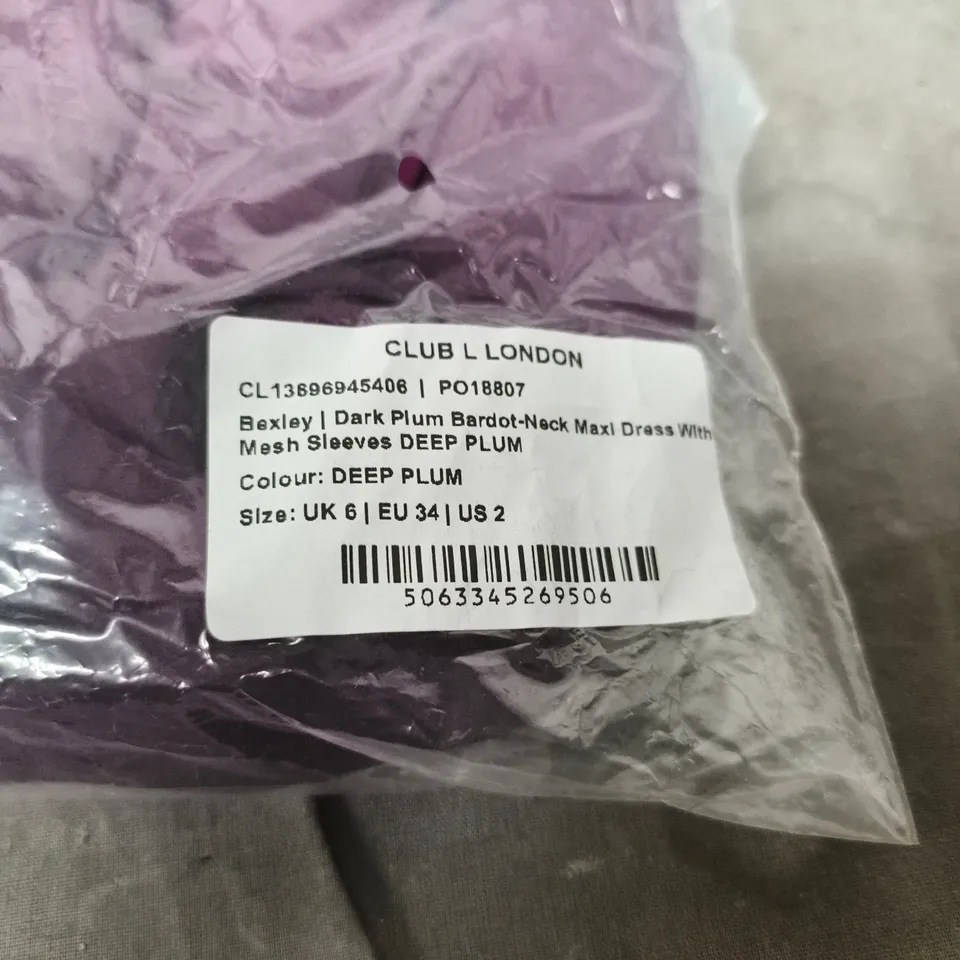 CLUB L LONDON
CL13696945406 | PO18807
Bexley | Dark Plum Bardot-Neck Maxi Dress With
Mesh Sleeves DEEP PLUM
Colour: DEEP PLUM
Size: UK 6 | EU 34 | US 2
5063345269506